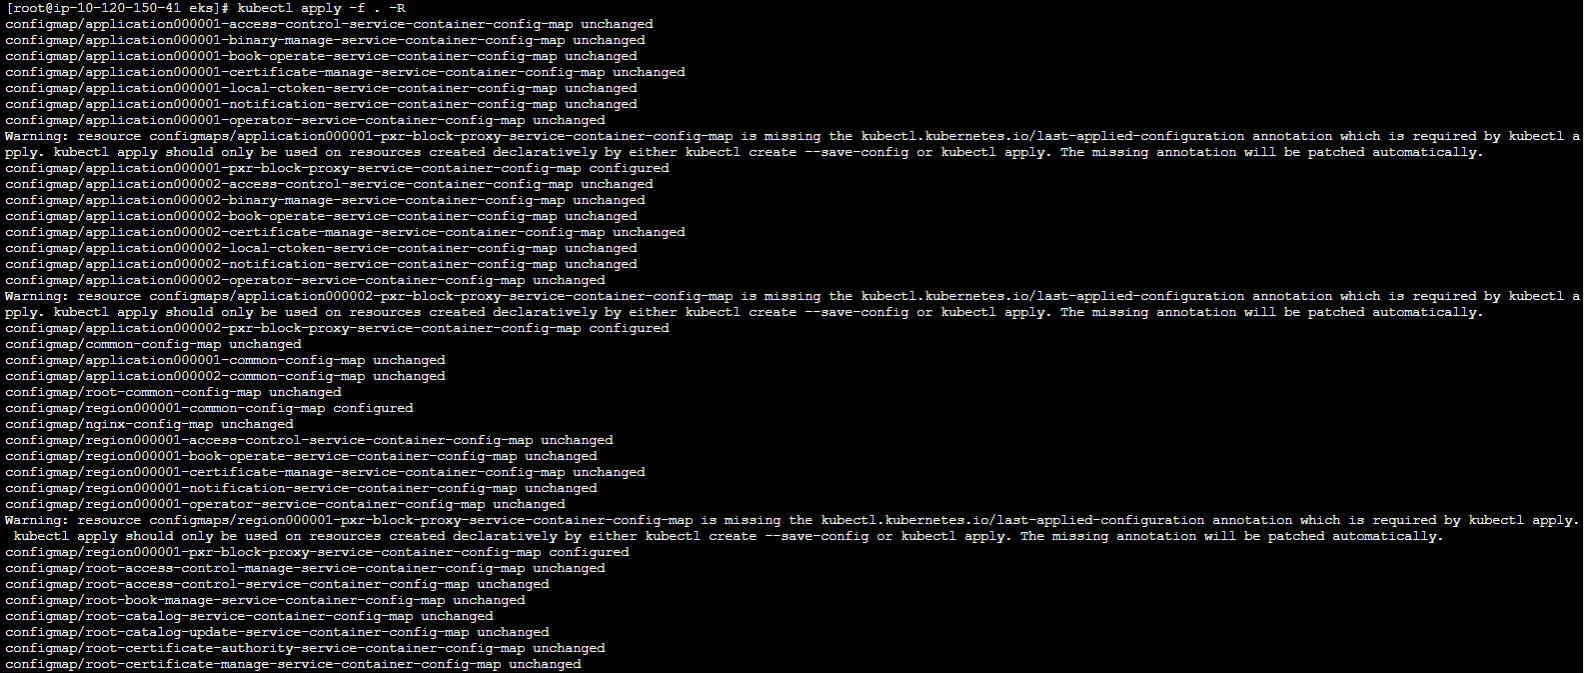 [root@ip-10-120-150-41 eks]# kubectl apply -f . -R
configmap/application000001-access-control-service-container-config-map unchanged
configmap/application000001-binary-manage-service-container-config-map unchanged
configmap/application000001-book-operate-service-container-config-map unchanged
configmap/application000001-certificate-manage-service-container-config-map unchanged
configmap/application000001-local-ctoken-service-container-config-map unchanged
configmap/application000001-notification-service-container-config-map unchanged
configmap/application000001-operator-service-container-config-map unchanged
Warning: resource configmaps/application000001-pxr-block-proxy-service-container-config-map is missing the kubectl.kubernetes.io/last-applied-configuration annotation which is required by kubectl a
pply. kubectl apply should only be used on resources created declaratively by either kubectl create --save-config or kubectl apply. The missing annotation will be patched automatically.
configmap/application000001-pxr-block-proxy-service-container-config-map configured
configmap/application000002-access-control-service-container-config-map unchanged
configmap/application000002-binary-manage-service-container-config-map unchanged
configmap/application000002-book-operate-service-container-config-map unchanged
configmap/application000002-certificate-manage-service-container-config-map unchanged
configmap/application000002-local-ctoken-service-container-config-map unchanged
configmap/application000002-notification-service-container-config-map unchanged
configmap/application000002-operator-service-container-config-map unchanged
Warning: resource configmaps/application000002-pxr-block-proxy-service-container-config-map is missing the kubectl.kubernetes.io/last-applied-configuration annotation which is required by kubectl a
pply. kubectl apply should only be used on resources created declaratively by either kubectl create --save-config or kubectl apply. The missing annotation will be patched automatically.
configmap/application000002-pxr-block-proxy-service-container-config-map configured
configmap/common-config-map unchanged
configmap/application000001-common-config-map unchanged
configmap/application000002-common-config-map unchanged
configmap/root-common-config-map unchanged
configmap/region000001-common-config-map configured
configmap/nginx-config-map unchanged
configmap/region000001-access-control-service-container-config-map unchanged
configmap/region000001-book-operate-service-container-config-map unchanged
configmap/region000001-certificate-manage-service-container-config-map unchanged
configmap/region000001-notification-service-container-config-map unchanged
configmap/region000001-operator-service-container-config-map unchanged
Warning: resource configmaps/region000001-pxr-block-proxy-service-container-config-map is missing the kubectl.kubernetes.io/last-applied-configuration annotation which is required by kubectl apply.
 kubectl apply should only be used on resources created declaratively by either kubectl create --save-config or kubectl apply. The missing annotation will be patched automatically.
configmap/region000001-pxr-block-proxy-service-container-config-map configured
configmap/root-access-control-manage-service-container-config-map unchanged
configmap/root-access-control-service-container-config-map unchanged
configmap/root-book-manage-service-container-config-map unchanged
configmap/root-catalog-service-container-config-map unchanged
configmap/root-catalog-update-service-container-config-map unchanged
configmap/root-certificate-authority-service-container-config-map unchanged
configmap/root-certificate-manage-service-container-config-map unchanged